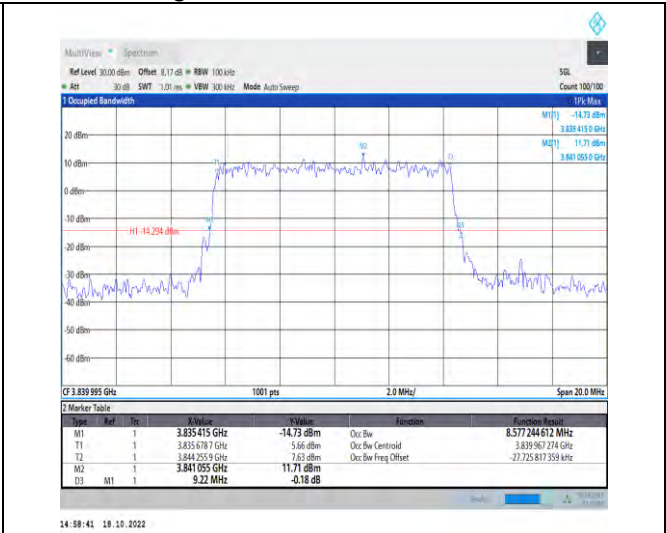 MultiView Spectrum
Ref Level 30.00 dBm Offset 8.17 dB RBW 100 kHz SGL
Att 30 dB SWT 1.01 ms VBW 300 kHz Mode Auto Sweep Count 100/100
1 Occupied Bandwidth 1Pk Max
M1[1] -14.73 dBm
3.835 415 0 GHz
M2[1] 11.71 dBm
3.841 055 0 GHz
20 dBm
M2
10 dBm
T1
0 dBm
-10 dBm
H1 -14.294 dBm
-20 dBm
-30 dBm
-40 dBm
-50 dBm
-60 dBm
CF 3.839 995 GHz 1001 pts 2.0 MHz/ Span 20.0 MHz
2 Marker Table
Type Ref Trc X-Value Y-Value Function Function Result
M1 1 3.835 415 GHz -14.73 dBm Occ Bw 8.577 244 612 MHz
T1 1 3.835 678 7 GHz 5.66 dBm Occ Bw Centroid 3.839 967 274 GHz
T2 1 3.844 255 9 GHz 7.63 dBm Occ Bw Freq Offset -27.725 817 359 kHz
M2 1 3.841 055 GHz 11.71 dBm
D3 M1 1 9.22 MHz -0.18 dB
14:58:41 18.10.2022